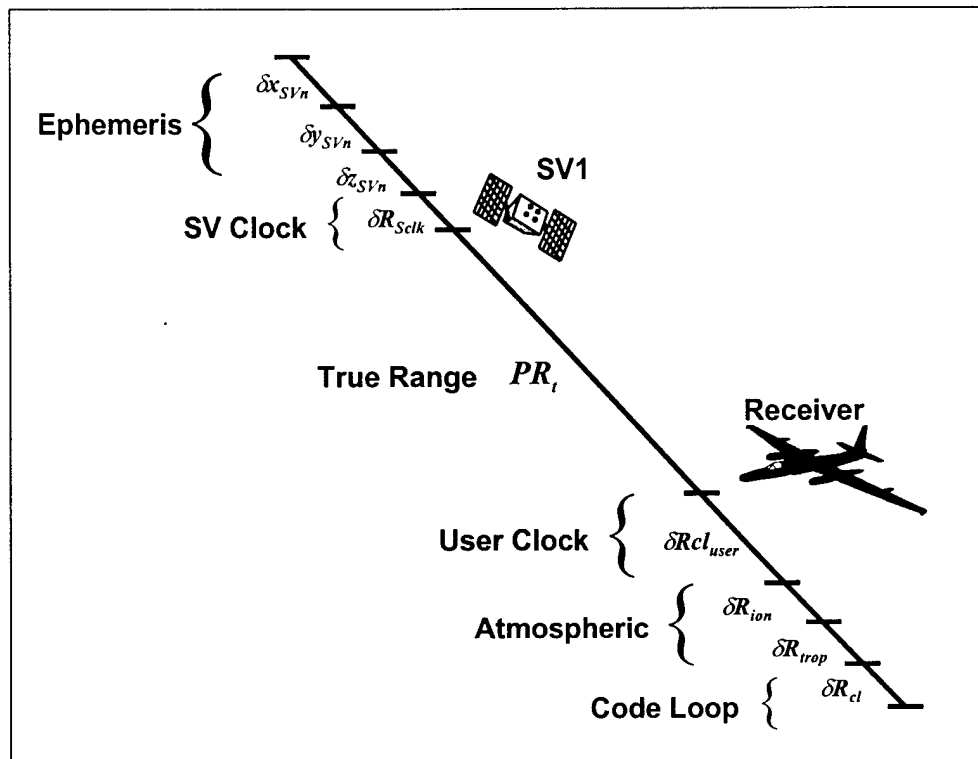 δx_SVn
Ephemeris
δy_SVn
δz_SVn
SV1
SV Clock
δR_Sclk
True Range PR_t
Receiver
User Clock
δRcl_user
δR_ion
Atmospheric
δR_trop
Code Loop
δR_cl